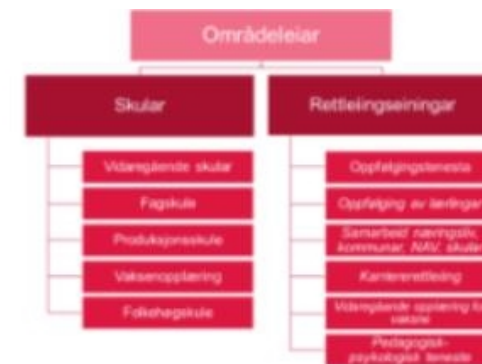 Områdeleiar
Skular
Rettleiingseiningar
Vidaregåande skular
Fagskule
Produksjonsskule
Vaksenopplæring
Folkehøgskule
Oppfølgingstenesta
Oppfølging av lærlingar
Samarbeid næringsliv,
kommunar, NAV, skular
Karriererettleiing
Vidaregåande opplæring for
vaksne
Pedagogisk-
psykologisk teneste